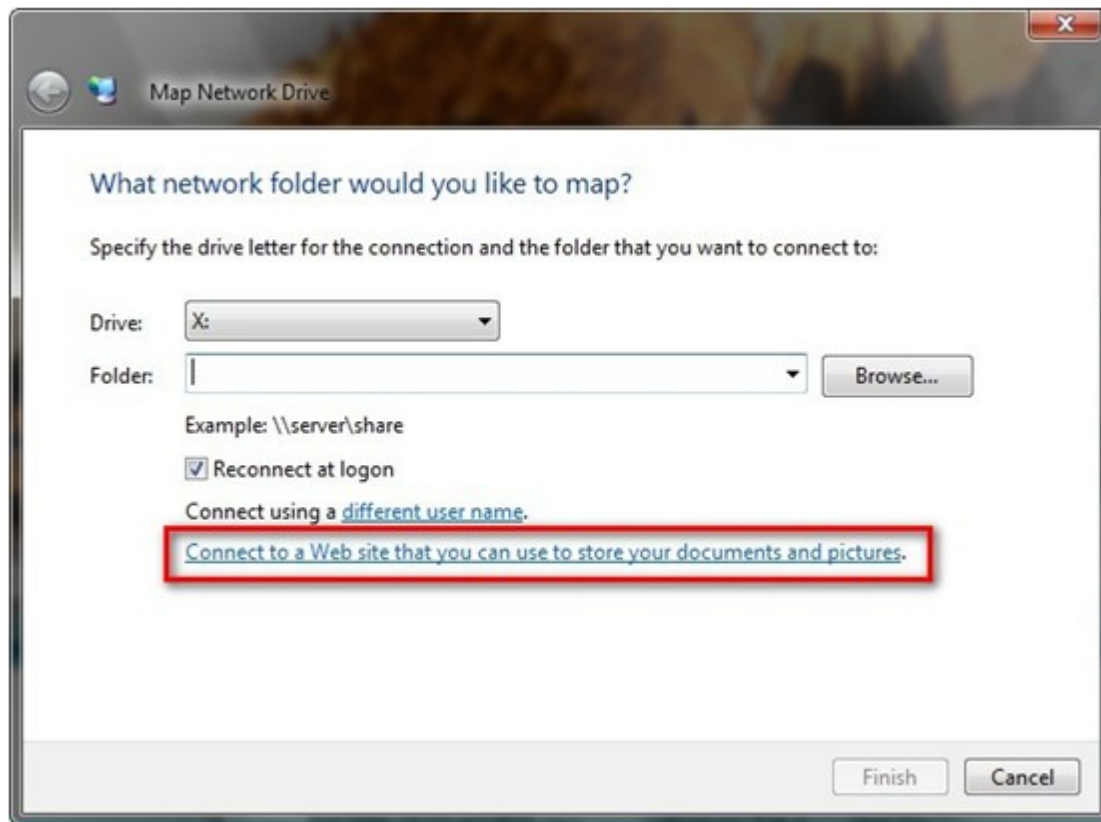 Map Network Drive
What network folder would you like to map?
Specify the drive letter for the connection and the folder that you want to connect to:
Drive: X:
Folder: Browse...
Example: \\server\share
Reconnect at logon
Connect using a different user name.
Connect to a Web site that you can use to store your documents and pictures.
Finish Cancel